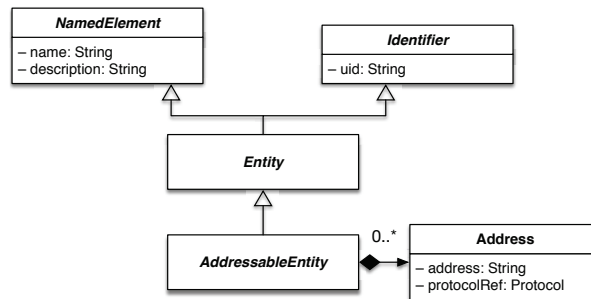 NamedElement
– name: String
– description: String
Identifier
– uid: String
Entity
AddressableEntity
0..*
Address
– address: String
– protocolRef: Protocol